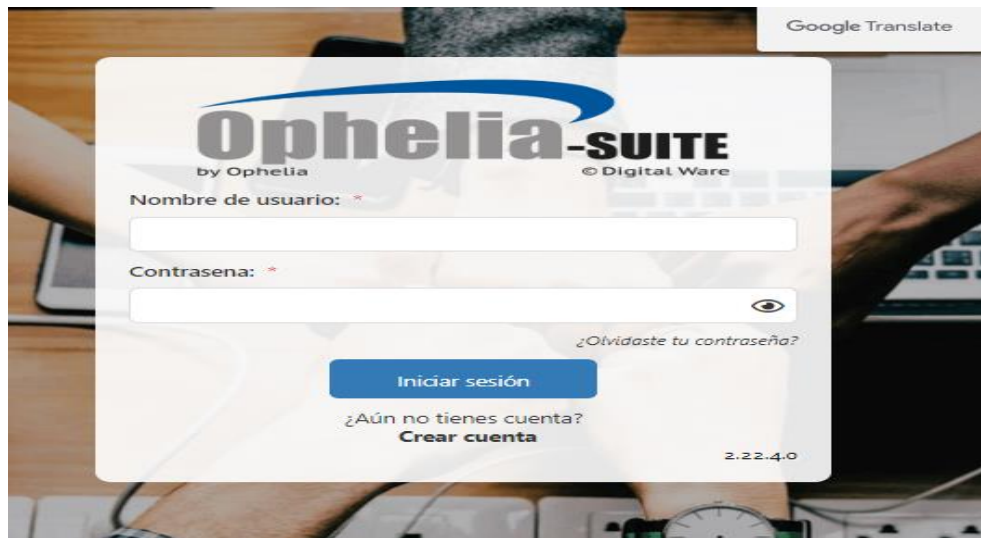 Google Translate
Ophelia-SUITE
by Ophelia © Digital Ware
Nombre de usuario: *
Contrasena: *
¿Olvidaste tu contraseña?
Iniciar sesión
¿Aún no tienes cuenta?
Crear cuenta
2.22.4.0